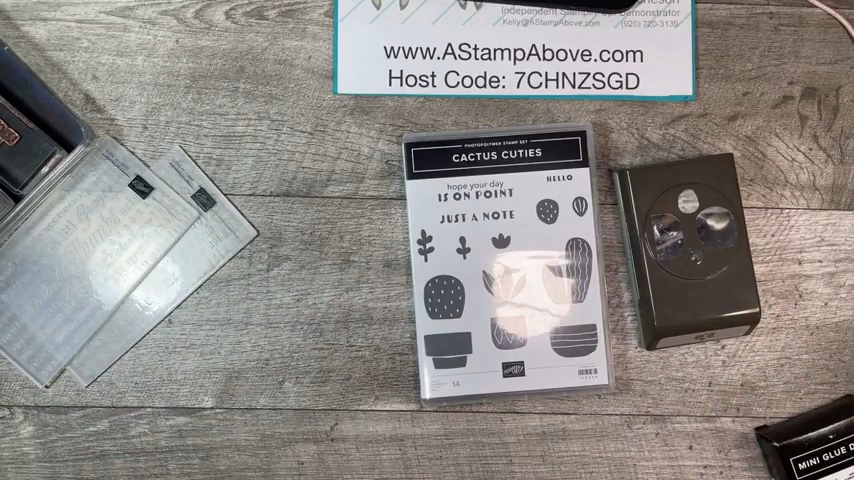 Independent Stampin' Up! Demonstrator
Kelly@AStampAbove.com (920) 720-3139
www.AStampAbove.com
Host Code: 7CHNZSGD
PHOTOPOLYMER STAMP SET
CACTUS CUTIES
HELLO
hope your day
IS ON POINT
JUST A NOTE
14
MINI GLUE D